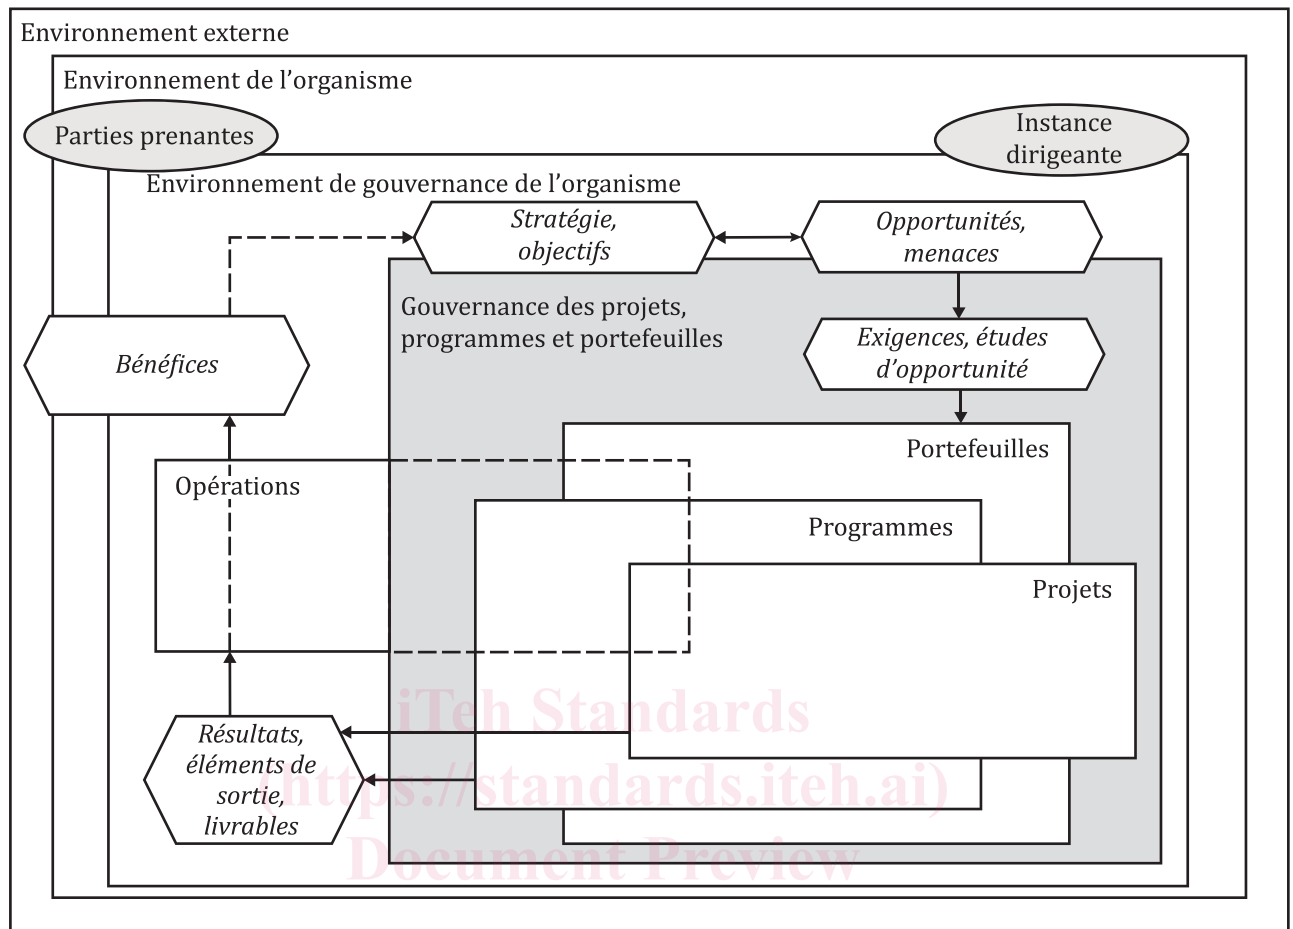 Environnement externe
Environnement de l’organisme
Parties prenantes
Instance
dirigeante
Environnement de gouvernance de l’organisme
Stratégie,
objectifs
Opportunités,
menaces
Gouvernance des projets,
programmes et portefeuilles
Exigences, études
d’opportunité
Bénéfices
Portefeuilles
Opérations
Programmes
Projets
iTeh Standards
(https://standards.iteh.ai)
Document Preview
Résultats,
éléments de
sortie,
livrables